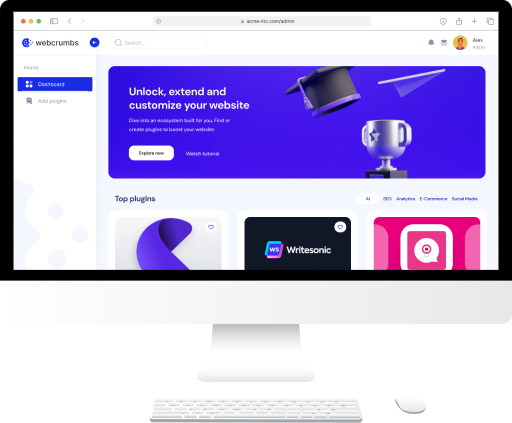 acme-inc.com/admin
webcrumbs
Search...
Alex
Admin
Home
Dashboard
Add plugins
Unlock, extend and
customize your website
Dive into an ecosystem built for you. Find or
create plugins to boost your website.
Explore now
Watch tutorial
Top plugins
AI
SEO
Analytics
E-Commerce
Social Media
WS
Writesonic